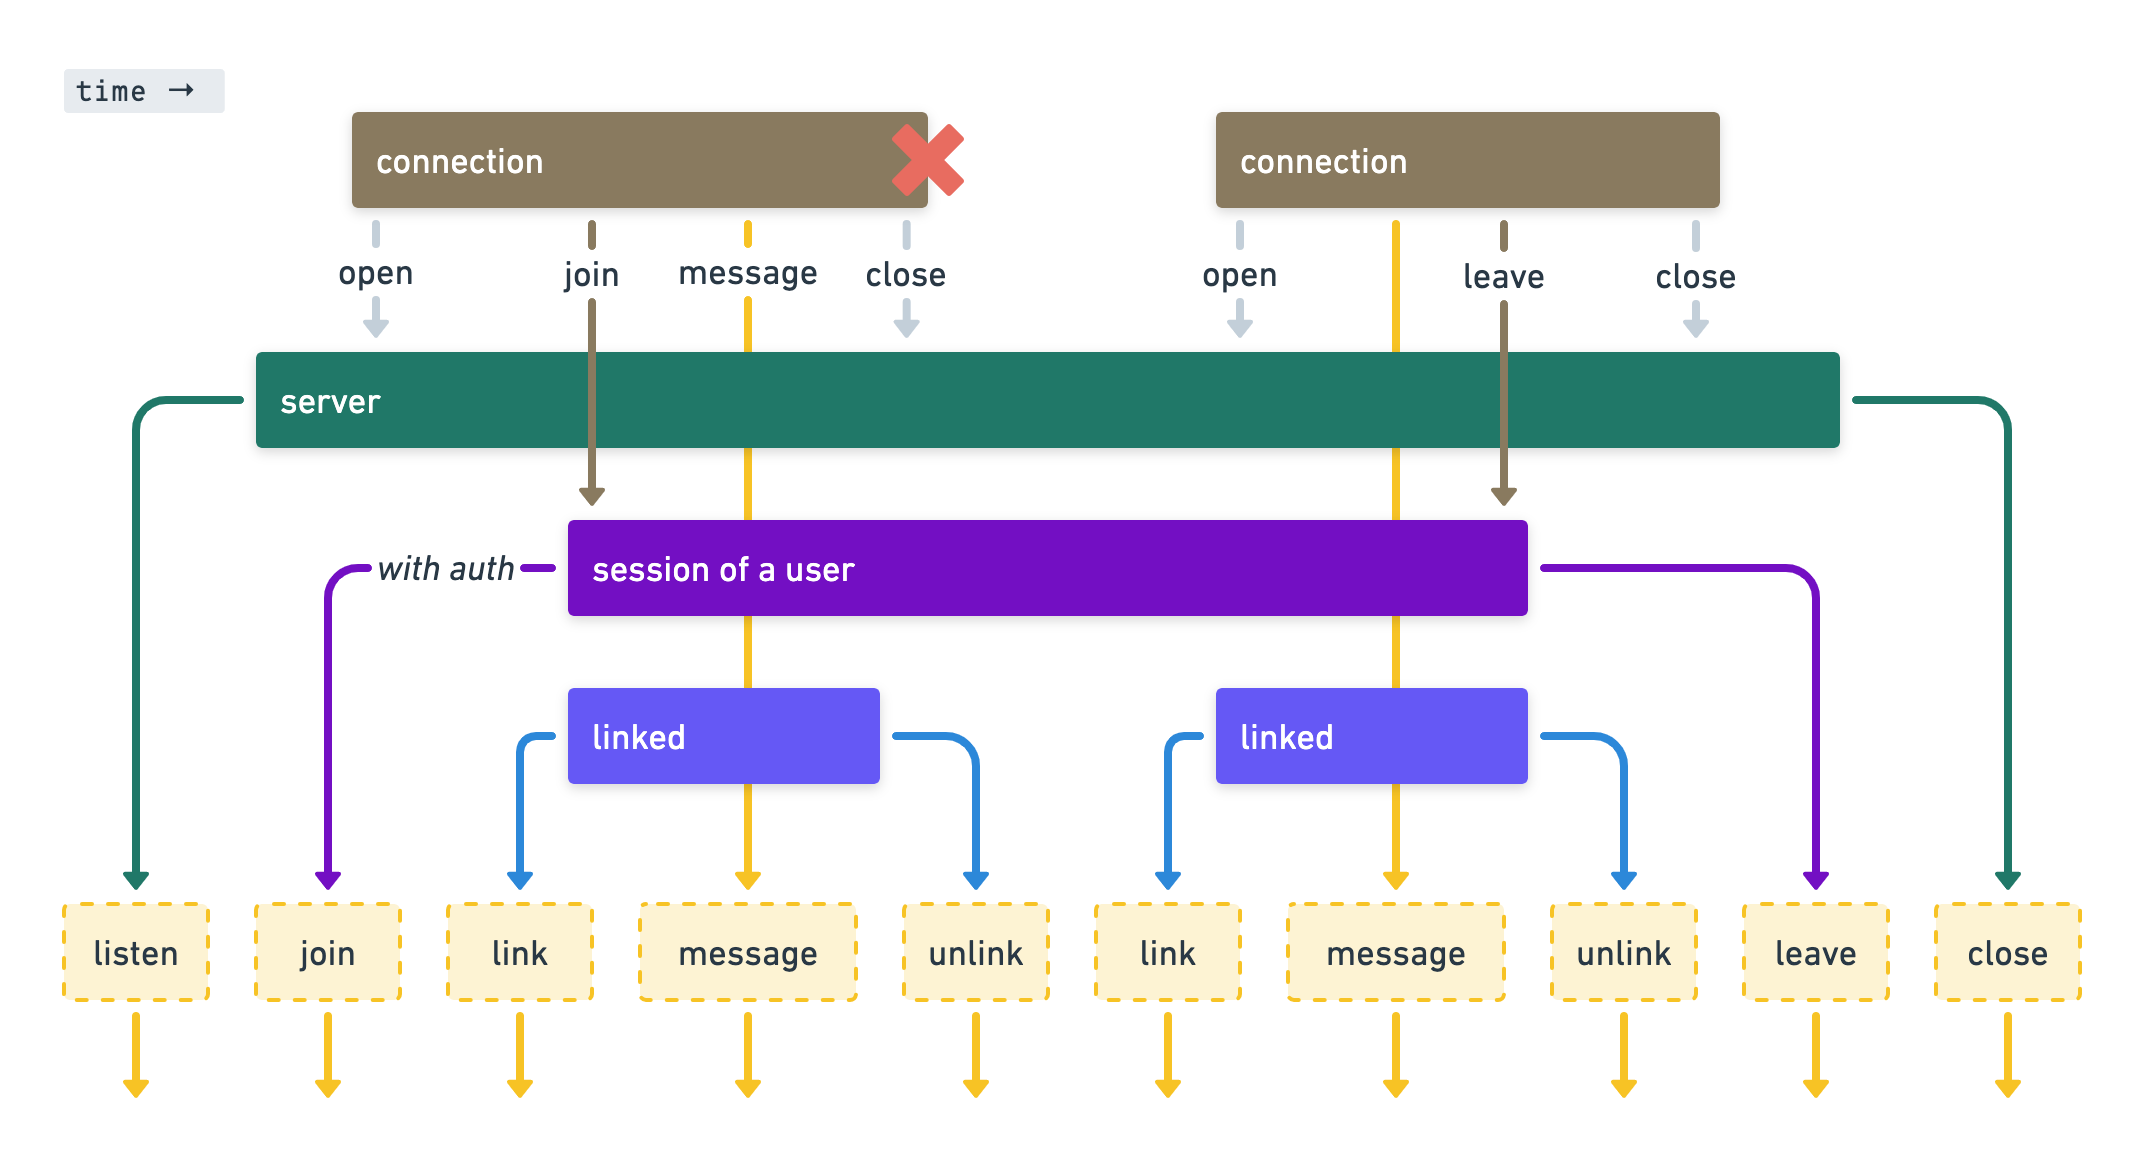 time →
connection
connection
open
join
message
close
open
leave
close
server
with auth
session of a user
linked
linked
listen
join
link
message
unlink
link
message
unlink
leave
close